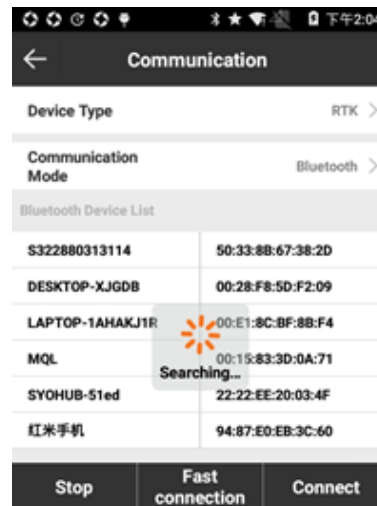 下午2:04
Communication
Device Type RTK
Communication
Mode
Bluetooth
Bluetooth Device List
S322880313114 50:33:8B:67:38:2D
DESKTOP-XJGDB 00:28:F8:5D:F2:09
LAPTOP-1AHAKJ1R 00:E1:8C:BF:8B:F4
MQL 00:15:83:3D:0A:71
Searching...
SYOHUB-51ed 22:22:EE:20:03:4F
红米手机 94:87:E0:EB:3C:60
Stop
Fast
connection
Connect